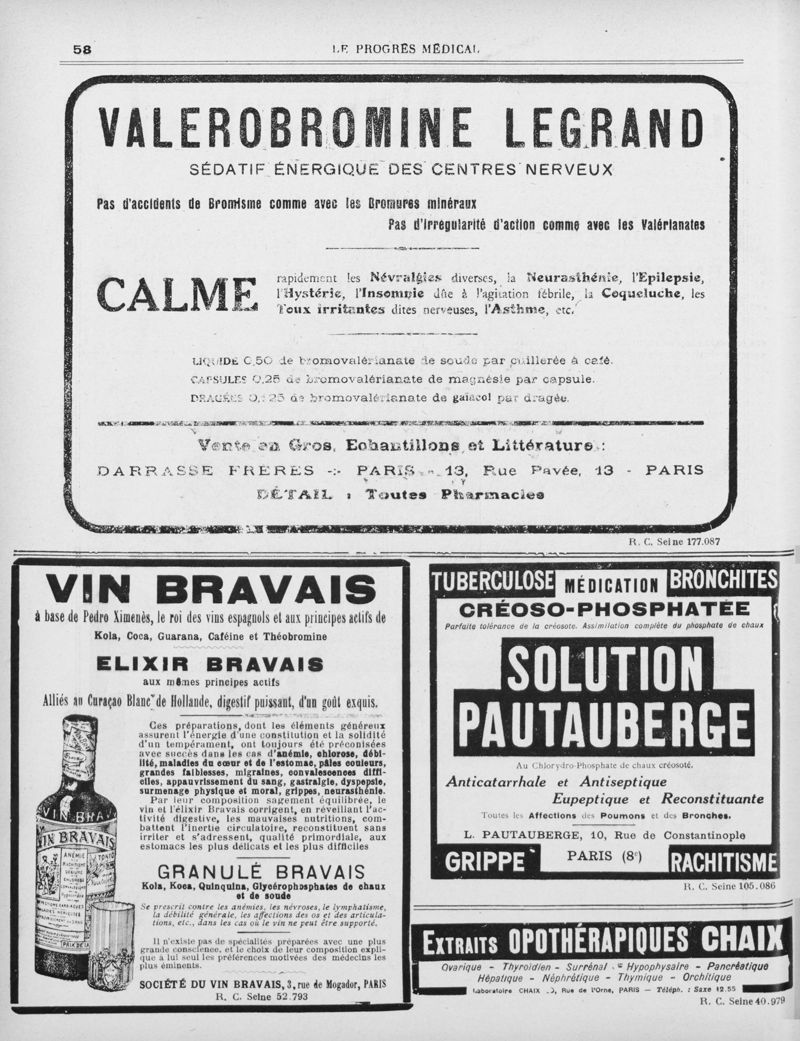 58
LE PROGRÈS MÉDICAL
VALEROBROMINE LEGRAND
SÉDATIF ÉNERGIQUE DES CENTRES NERVEUX
Pas d'accidents de Bromisme comme avec les Bromures minéraux
Pas d'irrégularité d'action comme avec les Valérianates
CALME
rapidement les Névralgies diverses, la Neurasthénie, l'Epilepsie,
l'Hystérie, l'Insomnie dûe à l'agitation fébrile, la Coqueluche, les
Toux irritantes dites nerveuses, l'Asthme, etc.
LIQUIDE 0,50 de bromovalérianate de soude par cuillerée à café.
CAPSULES 0,25 de bromovalérianate de magnésie par capsule.
DRAGÉES 0,25 de bromovalérianate de gaïacol par dragée.
Vente en Gros, Echantillons et Littérature :
DARRASSE FRÈRES -:- PARIS - 13, Rue Pavée, 13 - PARIS
DÉTAIL : Toutes Pharmacies
R. C. Seine 177.087
VIN BRAVAIS
à base de Pedro Ximenès, le roi des vins espagnols et aux principes actifs de
Kola, Coca, Guarana, Caféine et Théobromine
ELIXIR BRAVAIS
aux mêmes principes actifs
Alliés au Curaçao Blanc de Hollande, digestif puissant, d'un goût exquis.
Ces préparations, dont les éléments généreux
assurent l'énergie d'une constitution et la solidité
d'un tempérament, ont toujours été préconisées
avec succès dans les cas d'anémie, chlorose, débi-
lité, maladies du cœur et de l'estomac, pâles couleurs,
grandes faiblesses, migraines, convalescences diffi-
ciles, appauvrissement du sang, gastralgie, dyspepsie,
surmenage physique et moral, grippes, neurasthénie.
Par leur composition sagement équilibrée, le
vin et l'élixir Bravais corrigent, en réveillant l'ac-
tivité digestive, les mauvaises nutritions, com-
battent l'inertie circulatoire, reconstituent sans
irriter et s'adressent, qualité primordiale, aux
estomacs les plus délicats et les plus difficiles
VIN BRAV
VIN BRAVAIS
ANÉMIE
GRANULÉ BRAVAIS
Kola, Koca, Quinquina, Glycérophosphates de chaux
et de soude
Se prescrit contre les anémies, les névroses, le lymphatisme,
la débilité générale, les affections des os et des articula-
tions, etc., dans les cas où le vin ne peut être supporté.
Il n'existe pas de spécialités préparées avec une plus
grande conscience, et le choix de leur composition expli-
que à lui seul les préférences motivées des médecins les
plus éminents.
SOCIÉTÉ DU VIN BRAVAIS, 3, rue de Mogador, PARIS
R. C. Seine 52.793
TUBERCULOSE MÉDICATION BRONCHITES
CRÉOSO-PHOSPHATÉE
Parfaite tolérance de la créosote. Assimilation complète du phosphate de chaux
SOLUTION
PAUTAUBERGE
Au Chlorydro-Phosphate de chaux créosoté.
Anticatarrhale et Antiseptique
Eupeptique et Reconstituante
Toutes les Affections des Poumons et des Bronches.
L. PAUTAUBERGE, 10, Rue de Constantinople
GRIPPE PARIS (8e) RACHITISME
R. C. Seine 105.086
EXTRAITS OPOTHÉRAPIQUES CHAIX
Ovarique - Thyroïdien - Surrénal - Hypophysaire - Pancréatique
Hépatique - Néphrétique - Thymique - Orchitique
Laboratoire CHAIX Rue de l'Orne, PARIS — Téléph. : Saxe 12.55
R. C. Seine 40.979